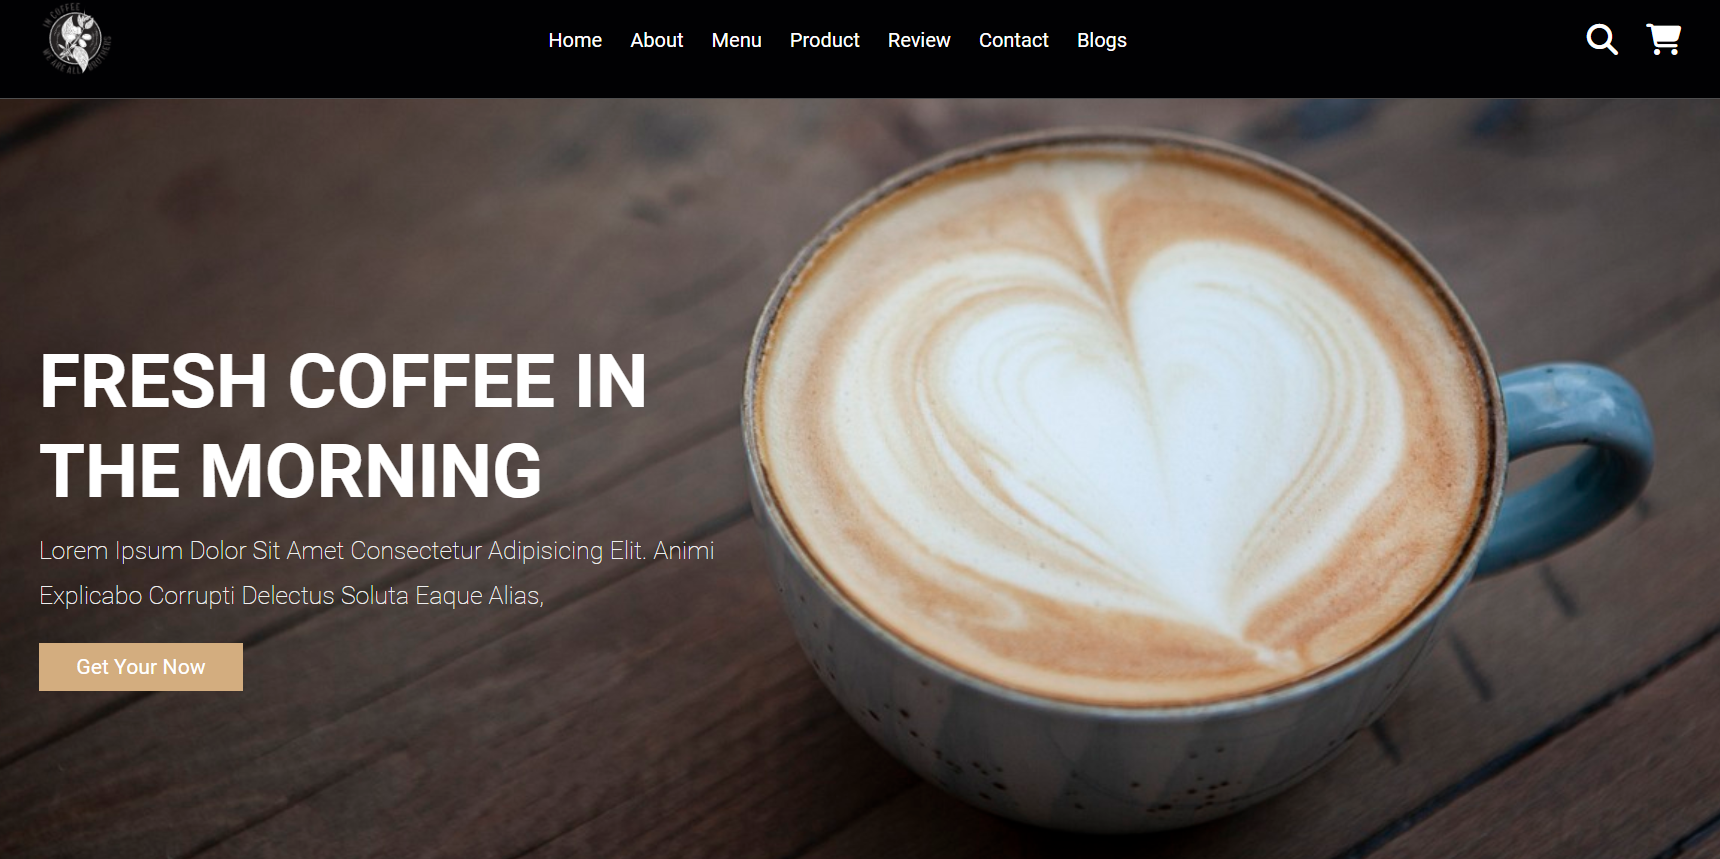 IN COFFEE
WE ARE ALL BROTHERS
Home About Menu Product Review Contact Blogs
FRESH COFFEE IN
THE MORNING
Lorem Ipsum Dolor Sit Amet Consectetur Adipisicing Elit. Animi
Explicabo Corrupti Delectus Soluta Eaque Alias,
Get Your Now